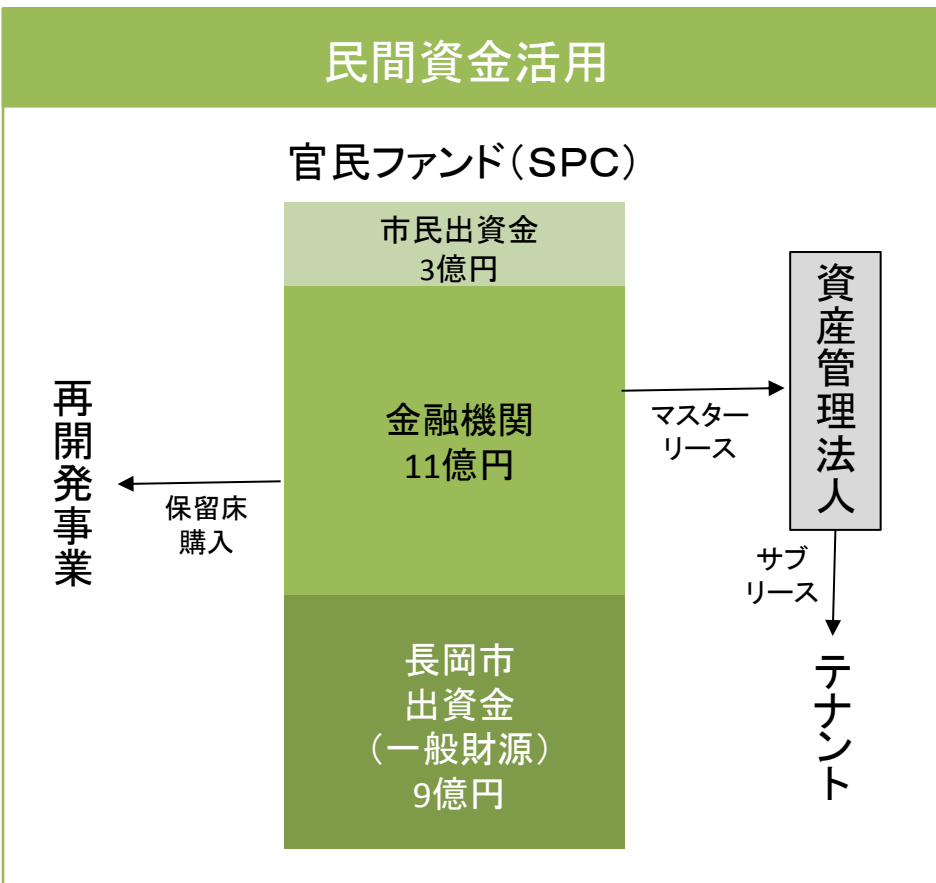 民間資金活用
官民ファンド(SPC)
市民出資金
3億円
金融機関
11億円
長岡市
出資金
(一般財源)
9億円
再開発事業
保留床
購入
マスター
リース
資産管理法人
サブ
リース
テナント